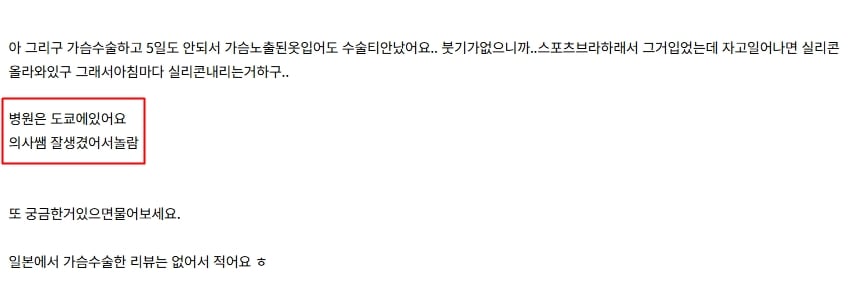 아 그리구 가슴수술하고 5일도 안되서 가슴노출된옷입어도 수술티안났어요.. 붓기가없으니까..스포츠브라하래서 그거입었는데 자고일어나면 실리콘
올라와있구 그래서아침마다 실리콘내리는거하구..
병원은 도쿄에있어요
의사쌤 잘생겼어서놀람
또 궁금한거있으면물어보세요.
일본에서 가슴수술한 리뷰는 없어서 적어요 ㅎ